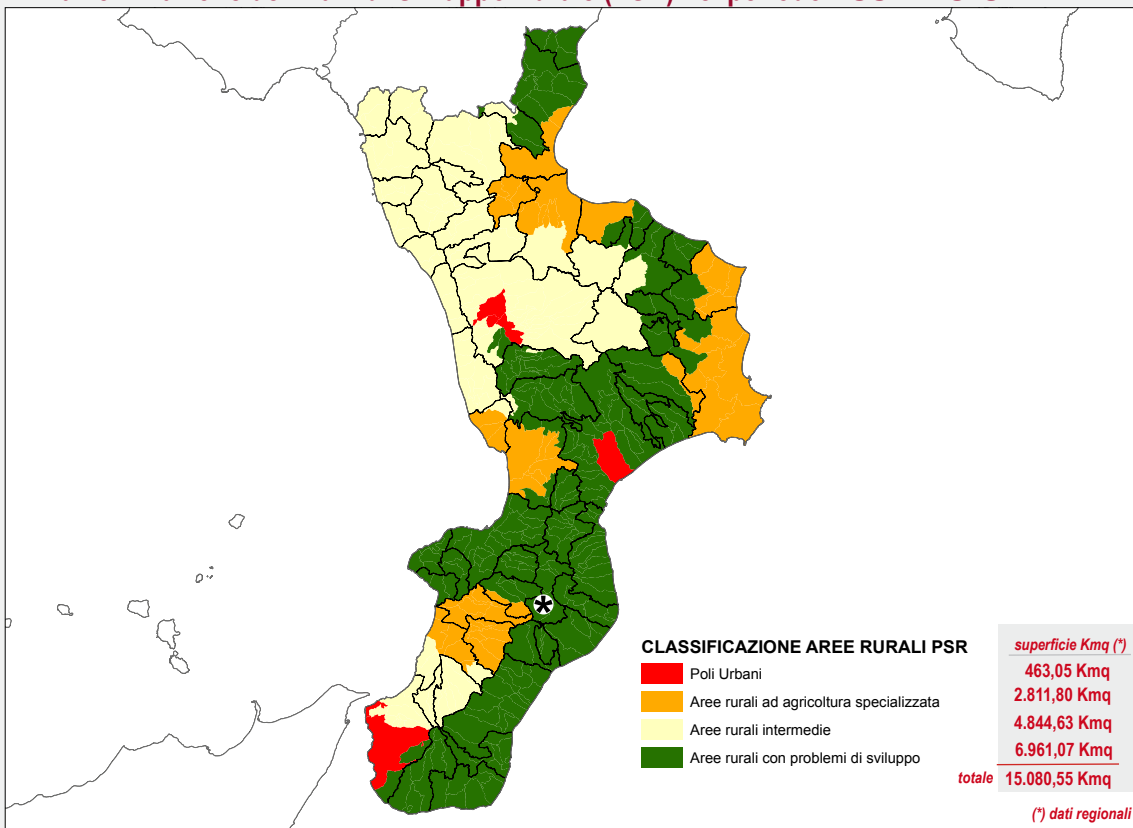 CLASSIFICAZIONE AREE RURALI PSR
superficie Kmq (*)
Poli Urbani
463,05 Kmq
Aree rurali ad agricoltura specializzata
2.811,80 Kmq
Aree rurali intermedie
4.844,63 Kmq
Aree rurali con problemi di sviluppo
6.961,07 Kmq
totale 15.080,55 Kmq
(*) dati regionali
*